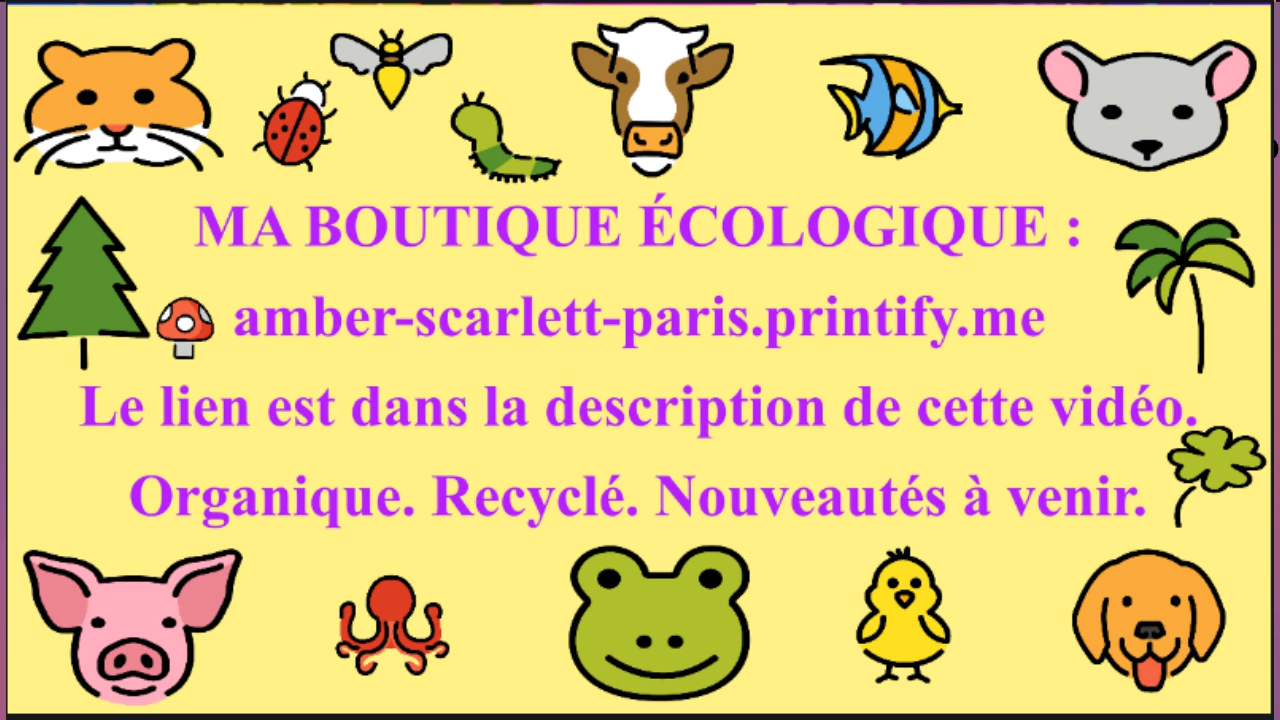 MA BOUTIQUE ÉCOLOGIQUE :
amber-scarlett-paris.printify.me
Le lien est dans la description de cette vidéo.
Organique. Recyclé. Nouveautés à venir.